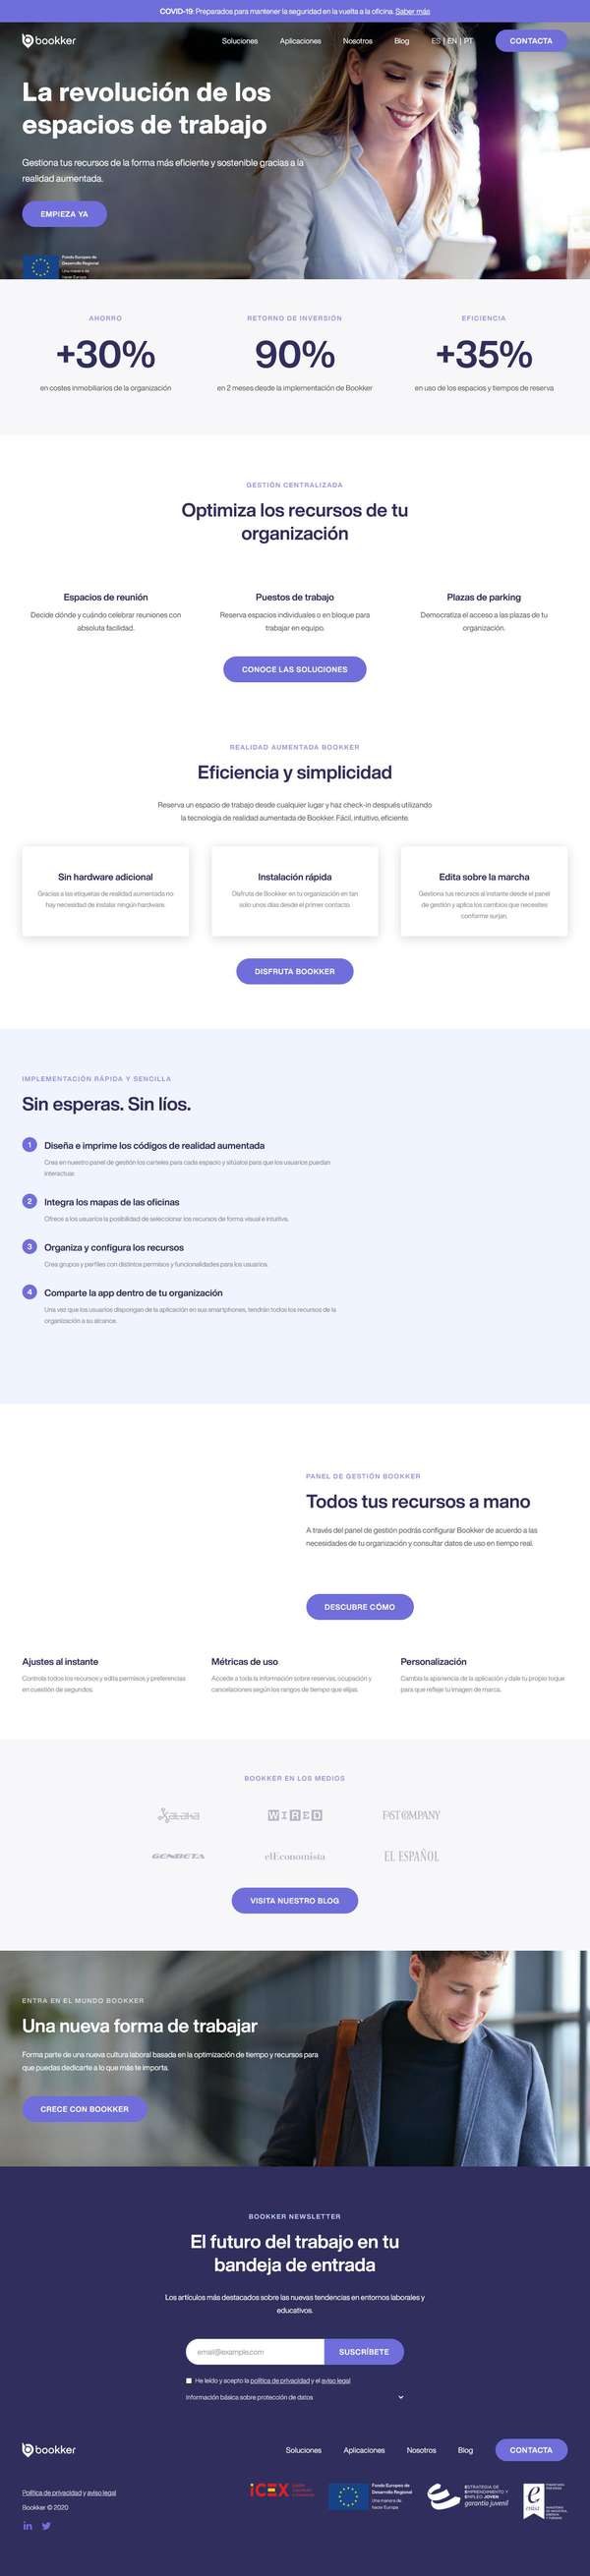 COVID-19: Preparados para mantener la seguridad en la vuelta a la oficina. Saber más
bookker
Soluciones
Aplicaciones
Nosotros
Blog
ES | EN | PT
CONTACTA
La revolución de los
espacios de trabajo
Gestiona tus recursos de la forma más eficiente y sostenible gracias a la
realidad aumentada.
EMPIEZA YA
Fondo Europeo de
Desarrollo Regional
Una manera de
hacer Europa
AHORRO
+30%
en costes inmobiliarios de la organización
RETORNO DE INVERSIÓN
90%
en 2 meses desde la implementación de Bookker
EFICIENCIA
+35%
en uso de los espacios y tiempos de reserva
GESTIÓN CENTRALIZADA
Optimiza los recursos de tu
organización
Espacios de reunión
Decide dónde y cuándo celebrar reuniones con
absoluta facilidad.
Puestos de trabajo
Reserva espacios individuales o en bloque para
trabajar en equipo.
Plazas de parking
Democratiza el acceso a las plazas de tu
organización.
CONOCE LAS SOLUCIONES
REALIDAD AUMENTADA BOOKKER
Eficiencia y simplicidad
Reserva un espacio de trabajo desde cualquier lugar y haz check-in después utilizando
la tecnología de realidad aumentada de Bookker. Fácil, intuitivo, eficiente.
Sin hardware adicional
Gracias a las etiquetas de realidad aumentada no
hay necesidad de instalar ningún hardware.
Instalación rápida
Disfruta de Bookker en tu organización en tan
solo unos días desde el primer contacto.
Edita sobre la marcha
Gestiona tus recursos al instante desde el panel
de gestión y aplica los cambios que necesites
conforme surjan.
DISFRUTA BOOKKER
IMPLEMENTACIÓN RÁPIDA Y SENCILLA
Sin esperas. Sin líos.
1 Diseña e imprime los códigos de realidad aumentada
Crea en nuestro panel de gestión los carteles para cada espacio y sitúalos para que los usuarios puedan
interactuar.
2 Integra los mapas de las oficinas
Ofrece a los usuarios la posibilidad de seleccionar los recursos de forma visual e intuitiva.
3 Organiza y configura los recursos
Crea grupos y perfiles con distintos permisos y funcionalidades para los usuarios.
4 Comparte la app dentro de tu organización
Una vez que los usuarios dispongan de la aplicación en sus smartphones, tendrán todos los recursos de la
organización a su alcance.
PANEL DE GESTIÓN BOOKKER
Todos tus recursos a mano
A través del panel de gestión podrás configurar Bookker de acuerdo a las
necesidades de tu organización y consultar datos de uso en tiempo real.
DESCUBRE CÓMO
Ajustes al instante
Controla todos los recursos y edita permisos y preferencias
en cuestión de segundos.
Métricas de uso
Accede a toda la información sobre reservas, ocupación y
cancelaciones según los rangos de tiempo que elijas.
Personalización
Cambia la apariencia de la aplicación y dale tu propio toque
para que refleje tu imagen de marca.
BOOKKER EN LOS MEDIOS
Xataka
WIRED
FAST COMPANY
GENBETA
elEconomista
EL ESPAÑOL
VISITA NUESTRO BLOG
ENTRA EN EL MUNDO BOOKKER
Una nueva forma de trabajar
Forma parte de una nueva cultura laboral basada en la optimización de tiempo y recursos para
que puedas dedicarte a lo que más te importa.
CRECE CON BOOKKER
BOOKKER NEWSLETTER
El futuro del trabajo en tu
bandeja de entrada
Los artículos más destacados sobre las nuevas tendencias en entornos laborales y
educativos.
email@example.com
SUSCRÍBETE
He leído y acepto la política de privacidad y el aviso legal
Información básica sobre protección de datos
bookker
Soluciones
Aplicaciones
Nosotros
Blog
CONTACTA
Política de privacidad y aviso legal
Bookker © 2020
icex
Fondo Europeo de
Desarrollo Regional
Una manera de
hacer Europa
ESTRATEGIA DE
EMPRENDIMIENTO Y
EMPLEO JOVEN
garantía juvenil
enisa